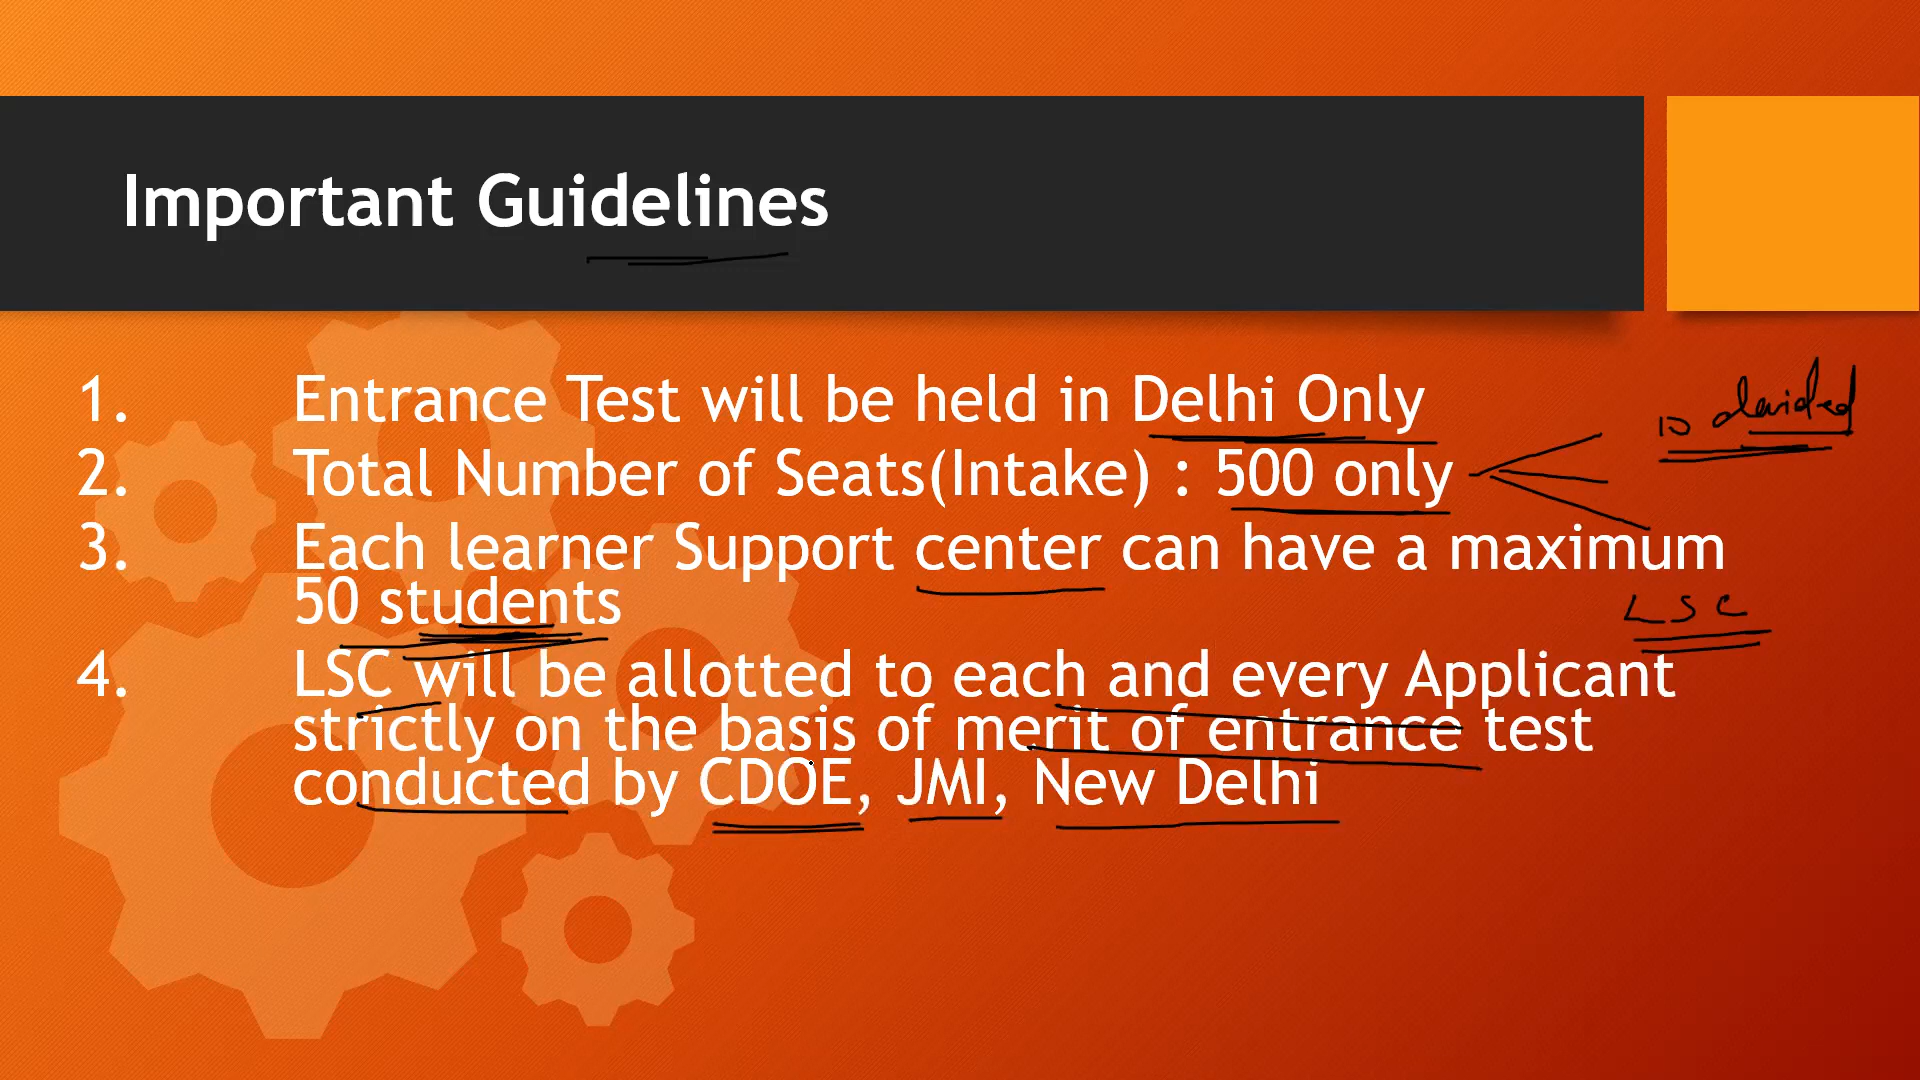 Important Guidelines
1. Entrance Test will be held in Delhi Only
2. Total Number of Seats(Intake) : 500 only
3. Each learner Support center can have a maximum
50 students
4. LSC will be allotted to each and every Applicant
strictly on the basis of merit of entrance test
conducted by CDOE, JMI, New Delhi
LSC